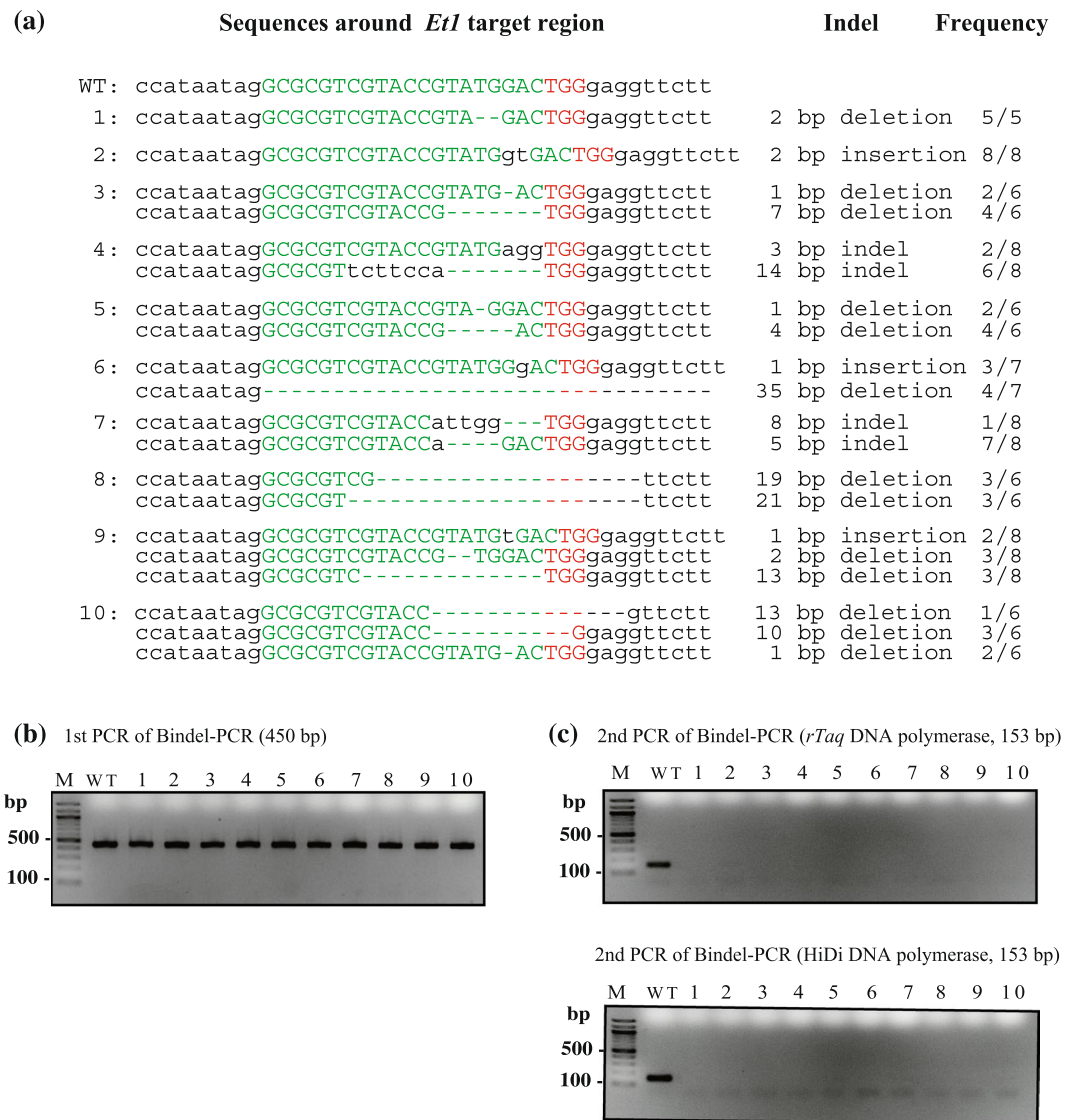 (a) Sequences around Et1 target region Indel Frequency
WT: ccataatagGCGCGTCGTACCGTATGGACTGGgaggttctt
1: ccataatagGCGCGTCGTACCGTA--GACTGGgaggttctt 2 bp deletion 5/5
2: ccataatagGCGCGTCGTACCGTATGgtGACTGGgaggttctt 2 bp insertion 8/8
3: ccataatagGCGCGTCGTACCGTATG-ACTGGgaggttctt 1 bp deletion 2/6
ccataatagGCGCGTCGTACCG-------TGGgaggttctt 7 bp deletion 4/6
4: ccataatagGCGCGTCGTACCGTATGaggTGGgaggttctt 3 bp indel 2/8
ccataatagGCGCGTtcttcca-------TGGgaggttctt 14 bp indel 6/8
5: ccataatagGCGCGTCGTACCGTA-GGACTGGgaggttctt 1 bp deletion 2/6
ccataatagGCGCGTCGTACCG-----ACTGGgaggttctt 4 bp deletion 4/6
6: ccataatagGCGCGTCGTACCGTATGGgACTGGgaggttctt 1 bp insertion 3/7
ccataatag-------------------------------- 35 bp deletion 4/7
7: ccataatagGCGCGTCGTACCattgg---TGGgaggttctt 8 bp indel 1/8
ccataatagGCGCGTCGTACCa----GACTGGgaggttctt 5 bp indel 7/8
8: ccataatagGCGCGTCG-------------------ttctt 19 bp deletion 3/6
ccataatagGCGCGT---------------------ttctt 21 bp deletion 3/6
9: ccataatagGCGCGTCGTACCGTATGtGACTGGgaggttctt 1 bp insertion 2/8
ccataatagGCGCGTCGTACCG--TGGACTGGgaggttctt 2 bp deletion 3/8
ccataatagGCGCGTC-------------TGGgaggttctt 13 bp deletion 3/8
10: ccataatagGCGCGTCGTACC--------------gttctt 13 bp deletion 1/6
ccataatagGCGCGTCGTACC----------GgaggttcTt 10 bp deletion 3/6
ccataatagGCGCGTCGTACCGTATG-ACTGGgaggttctt 1 bp deletion 2/6
(b) 1st PCR of Bindel-PCR (450 bp)
M WT 1 2 3 4 5 6 7 8 9 10
bp
500 -
100 -
(c) 2nd PCR of Bindel-PCR (rTaq DNA polymerase, 153 bp)
M WT 1 2 3 4 5 6 7 8 9 10
bp
500 -
100 -
2nd PCR of Bindel-PCR (HiDi DNA polymerase, 153 bp)
M WT 1 2 3 4 5 6 7 8 9 10
bp
500 -
100 -